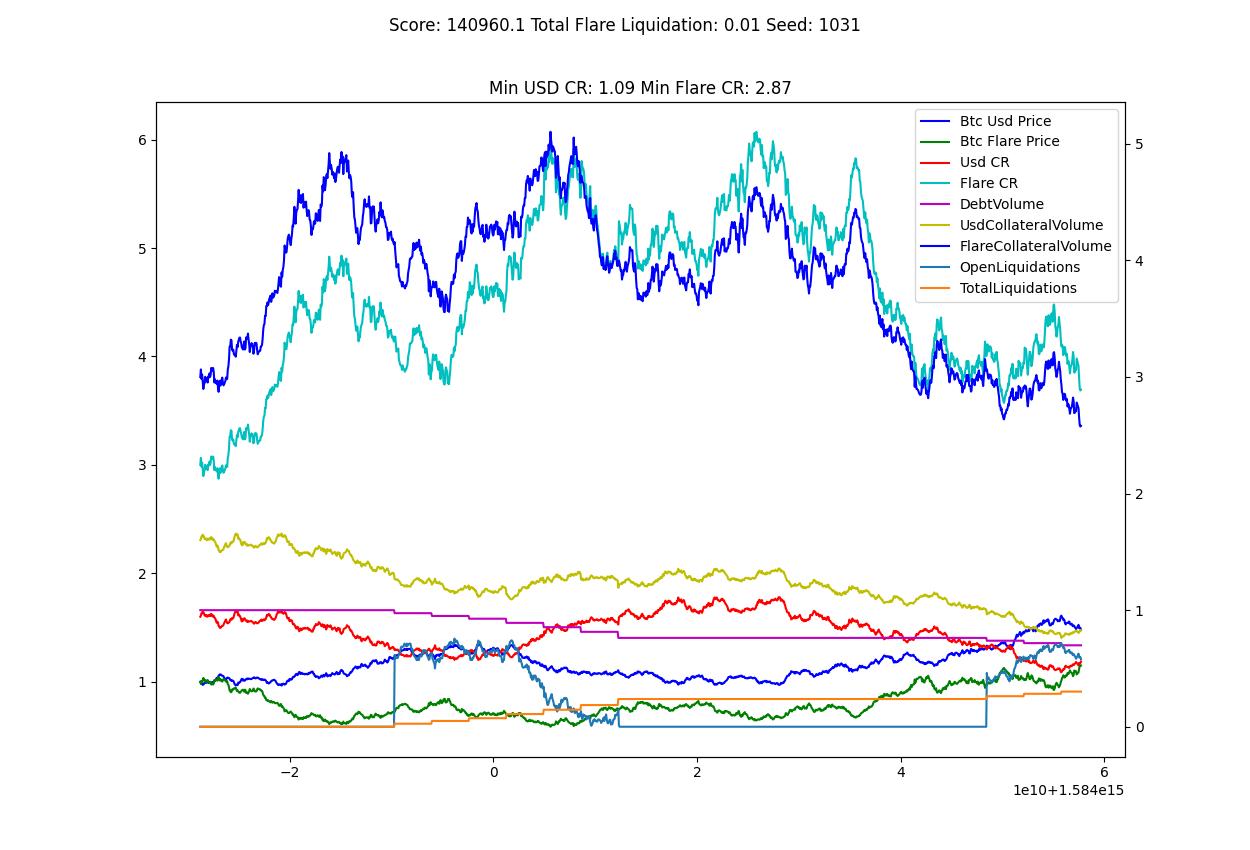 Score: 140960.1 Total Flare Liquidation: 0.01 Seed: 1031
Min USD CR: 1.09 Min Flare CR: 2.87
Btc Usd Price
Btc Flare Price
Usd CR
Flare CR
DebtVolume
UsdCollateralVolume
FlareCollateralVolume
OpenLiquidations
TotalLiquidations
6
5
4
3
2
1
5
4
3
2
1
0
−2
0
2
4
6
1e10+1.584e15